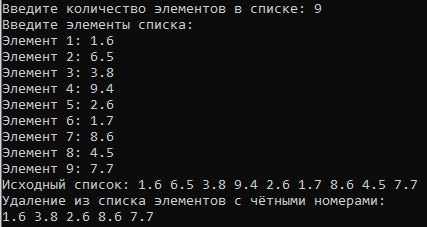 Введите количество элементов в списке: 9
Введите элементы списка:
Элемент 1: 1.6
Элемент 2: 6.5
Элемент 3: 3.8
Элемент 4: 9.4
Элемент 5: 2.6
Элемент 6: 1.7
Элемент 7: 8.6
Элемент 8: 4.5
Элемент 9: 7.7
Исходный список: 1.6 6.5 3.8 9.4 2.6 1.7 8.6 4.5 7.7
Удаление из списка элементов с чётными номерами:
1.6 3.8 2.6 8.6 7.7